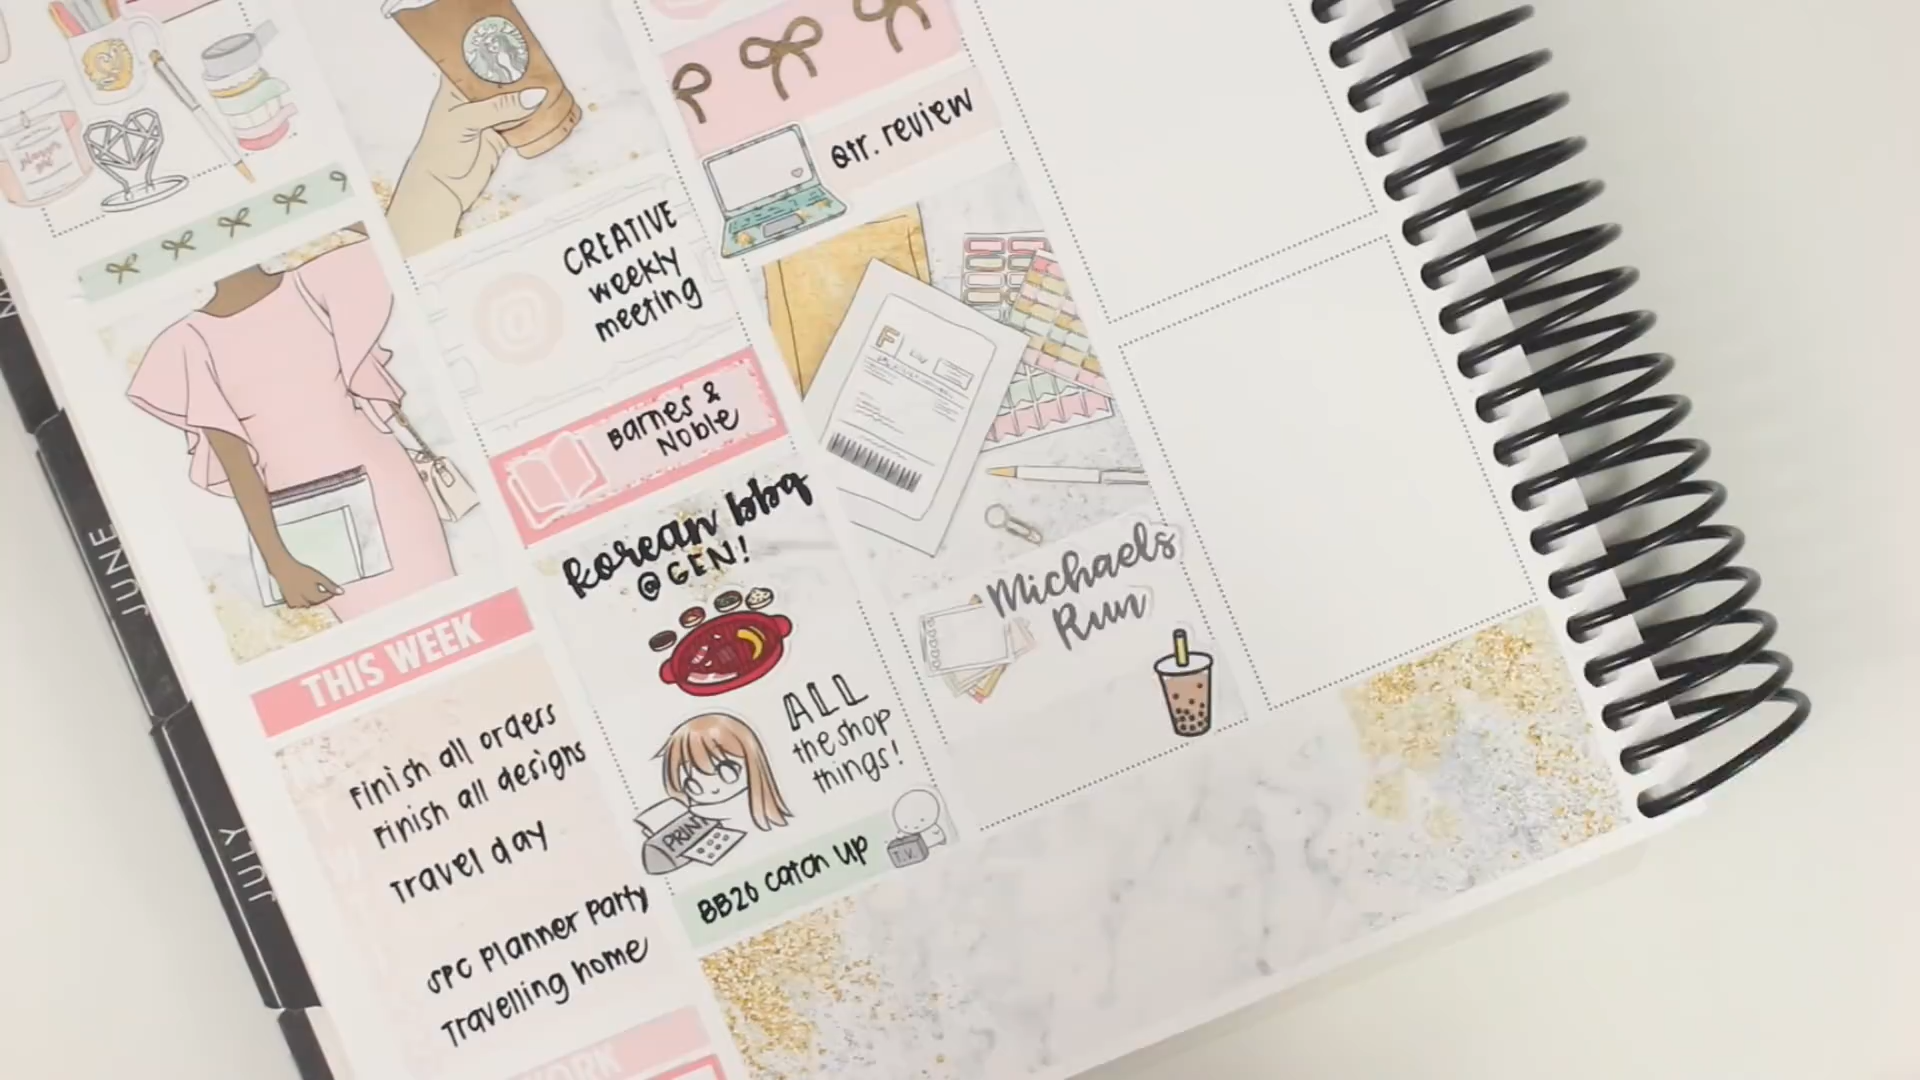 JUNE
JULY
THIS WEEK
Finish all orders
Finish all designs
Travel day
SPC Planner Party
Travelling home
WORK
CREATIVE
weekly
meeting
@
Barnes &
Noble
korean bbq
@ GEN!
ALL
the shop
things!
PRINT
BB20 catch up
T.V.
qtr. review
F
Michaels
Run